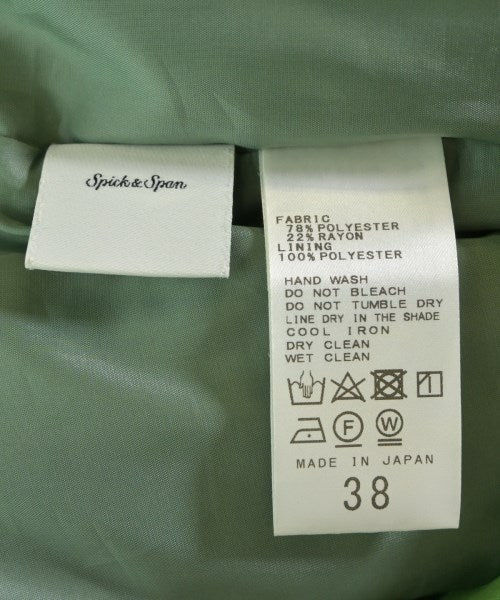 Spick & Span
FABRIC
78% POLYESTER
22% RAYON
LINING
100% POLYESTER
HAND WASH
DO NOT BLEACH
DO NOT TUMBLE DRY
LINE DRY IN THE SHADE
COOL IRON
DRY CLEAN
WET CLEAN
F W
MADE IN JAPAN
38